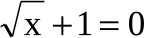 √x + 1 = 0